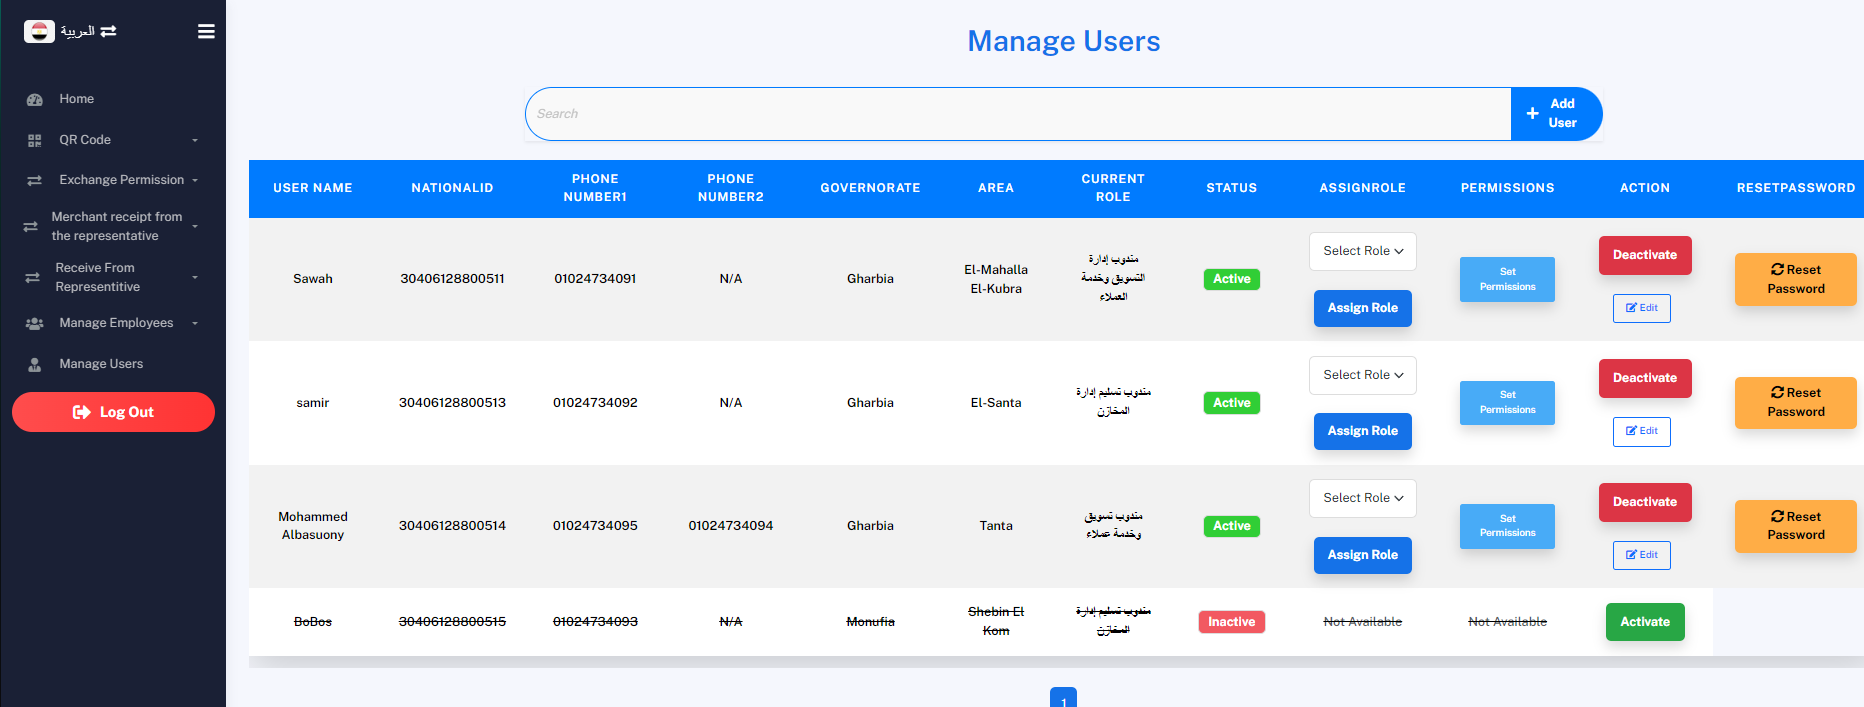 العربية
Manage Users
Home
Search
Add
User
QR Code
Exchange Permission
Merchant receipt from
the representative
Receive From
Representitive
Manage Employees
Manage Users
Log Out
USER NAME
NATIONALID
PHONE
NUMBER1
PHONE
NUMBER2
GOVERNORATE
AREA
CURRENT
ROLE
STATUS
ASSIGNROLE
PERMISSIONS
ACTION
RESETPASSWORD
Sawah
30406128800511
01024734091
N/A
Gharbia
El-Mahalla
El-Kubra
مندوب إدارة
التسويق وخدمة
العملاء
Active
Select Role
Assign Role
Set
Permissions
Deactivate
Edit
Reset
Password
samir
30406128800513
01024734092
N/A
Gharbia
El-Santa
مندوب تسليم إدارة
المخازن
Active
Select Role
Assign Role
Set
Permissions
Deactivate
Edit
Reset
Password
Mohammed
Albasuony
30406128800514
01024734095
01024734094
Gharbia
Tanta
مندوب تسويق
وخدمة عملاء
Active
Select Role
Assign Role
Set
Permissions
Deactivate
Edit
Reset
Password
BoBos
30406128800515
01024734093
N/A
Monufia
Shebin El
Kom
مندوب تسليم إدارة
المخازن
Inactive
Not Available
Not Available
Activate
1